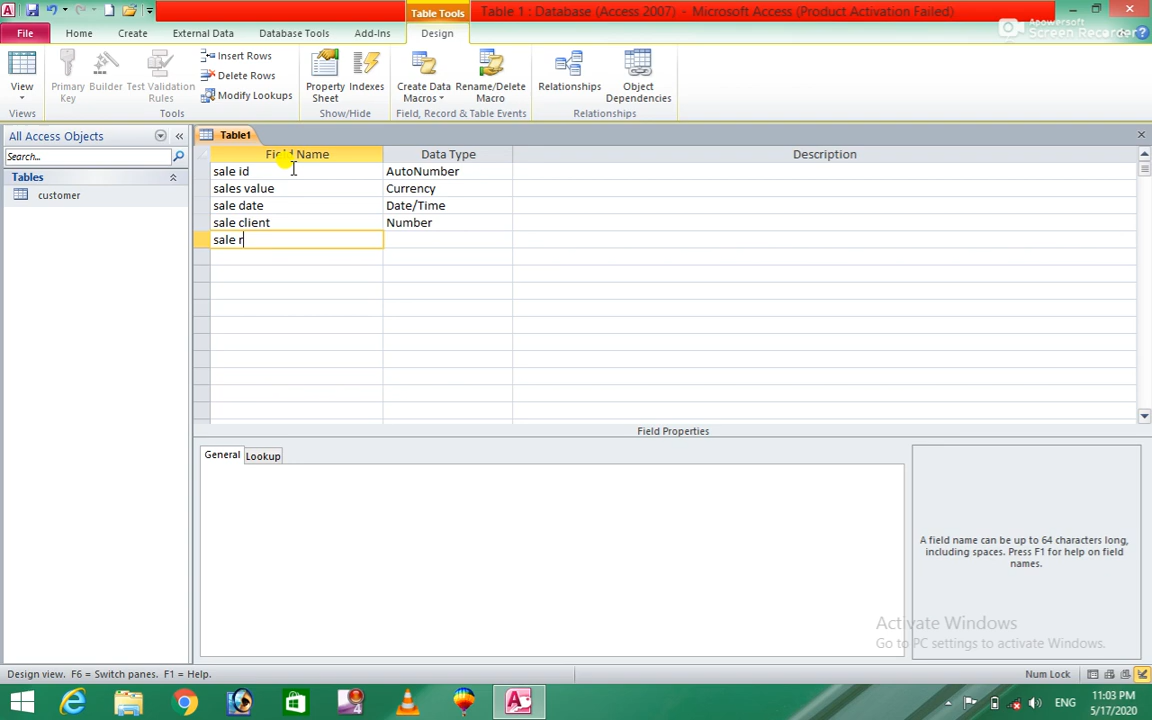 Table Tools
Table 1 : Database (Access 2007) - Microsoft Access (Product Activation Failed)
Apowersoft
Screen Recorder
File
Home
Create
External Data
Database Tools
Add-Ins
Design
View
Primary Key
Builder
Test Validation Rules
Insert Rows
Delete Rows
Modify Lookups
Property Sheet
Indexes
Create Data Macros
Rename/Delete Macro
Relationships
Object Dependencies
Views
Tools
Show/Hide
Field, Record & Table Events
Relationships
All Access Objects
Search...
Tables
customer
Table1
Field Name Data Type Description
sale id AutoNumber
sales value Currency
sale date Date/Time
sale client Number
sale r
Field Properties
General Lookup
A field name can be up to 64 characters long,
including spaces. Press F1 for help on field
names.
Activate Windows
Go to PC settings to activate Windows.
Design view. F6 = Switch panes. F1 = Help.
Num Lock
ENG
11:03 PM
5/17/2020